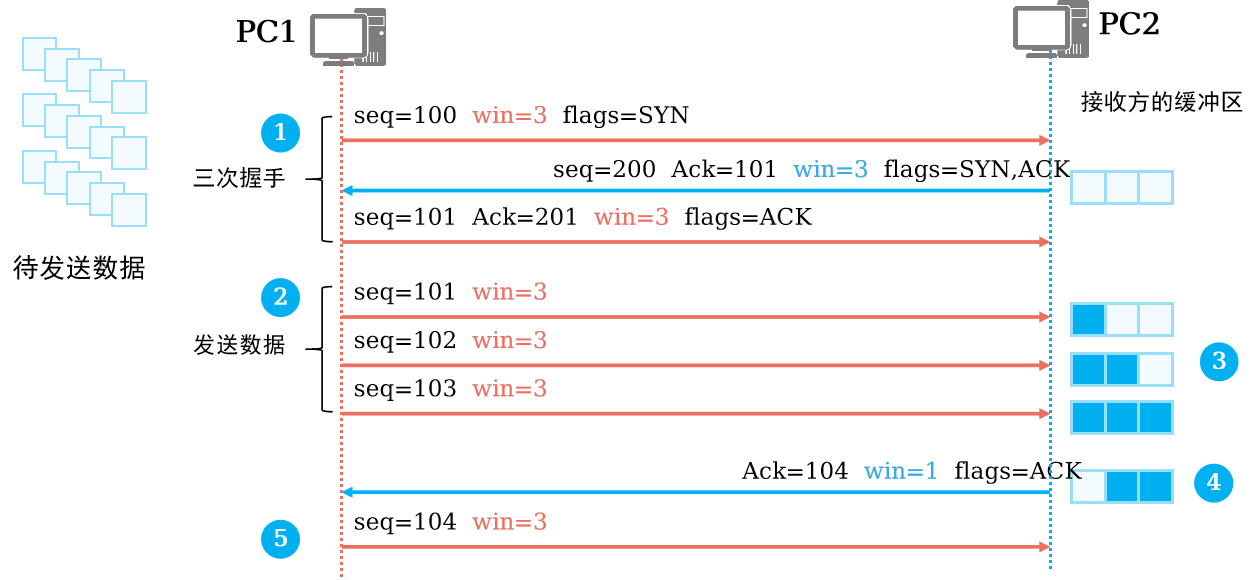 PC1
PC2
接收方的缓冲区
1
seq=100 win=3 flags=SYN
三次握手
seq=200 Ack=101 win=3 flags=SYN,ACK
seq=101 Ack=201 win=3 flags=ACK
待发送数据
2
seq=101 win=3
发送数据
seq=102 win=3
3
seq=103 win=3
Ack=104 win=1 flags=ACK
4
seq=104 win=3
5